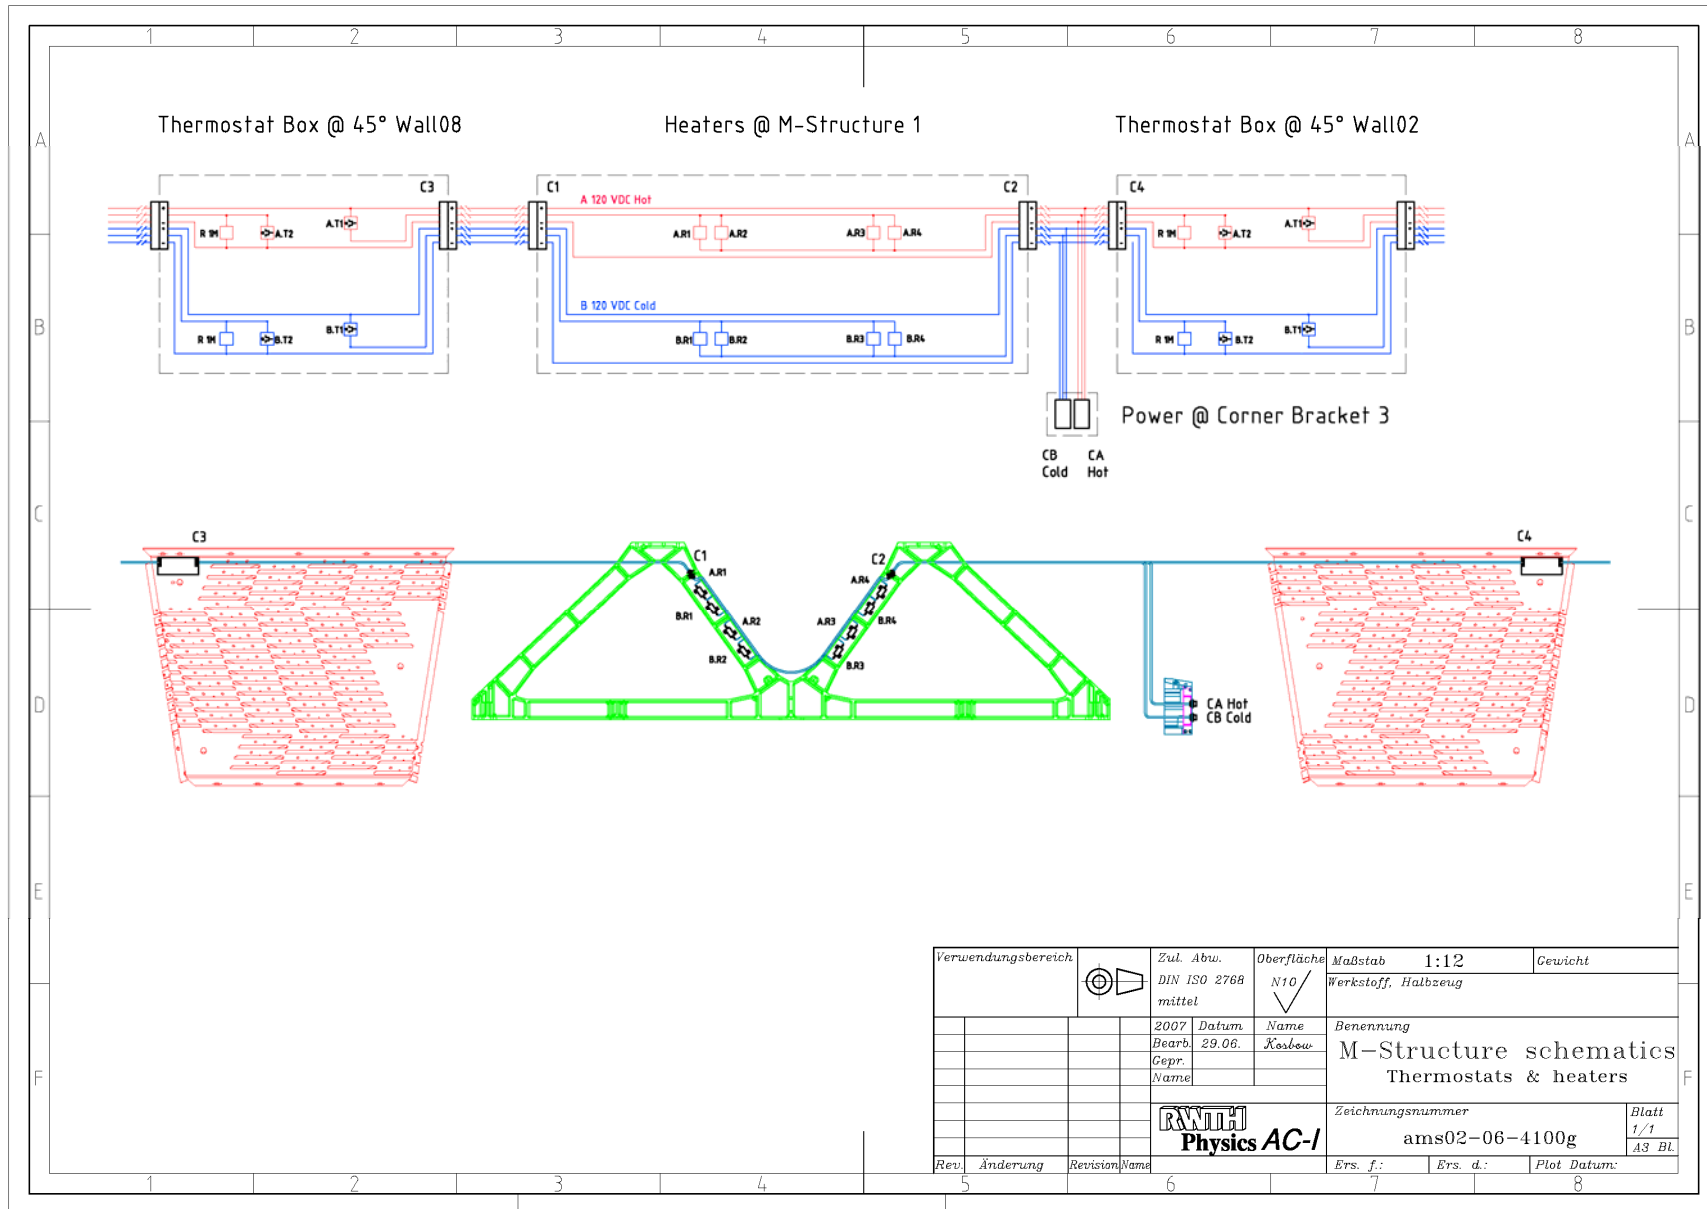 1 2 3 4 5 6 7 8
A A
B B
C C
D D
E E
F F
Thermostat Box @ 45° Wall08
Heaters @ M-Structure 1
Thermostat Box @ 45° Wall02
C3
C1
C2
C4
A 120 VDC Hot
R 1M
A.T2
A.T1
A.R1
A.R2
A.R3
A.R4
R 1M
A.T2
A.T1
B 120 VDC Cold
R 1M
B.T2
B.T1
B.R1
B.R2
B.R3
B.R4
R 1M
B.T2
B.T1
Power @ Corner Bracket 3
CB
Cold
CA
Hot
C3
C1
A.R1
B.R1
A.R2
B.R2
C2
A.R4
A.R3
B.R4
B.R3
C4
CA Hot
CB Cold
Verwendungsbereich
Zul. Abw.
DIN ISO 2768
mittel
Oberfläche
N10
Maßstab 1:12
Gewicht
Werkstoff, Halbzeug
2007 Datum Name
Bearb. 29.06. Kosbow
Gepr.
Name
Benennung
M-Structure schematics
Thermostats & heaters
RWTH
Physics AC-I
Zeichnungsnummer
ams02-06-4100g
Blatt
1/1
A3 Bl.
Rev. Änderung Revision Name
Ers. f.: Ers. d.: Plot Datum:
1 2 3 4 5 6 7 8